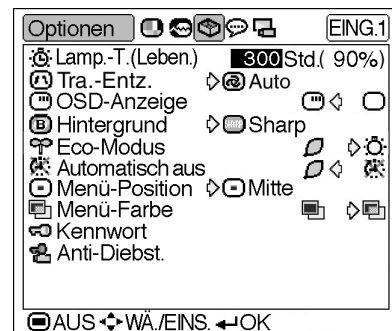 Optionen EING.1
Lamp.-T.(Leben.) 300 Std.( 90%)
Tra.-Entz. Auto
OSD-Anzeige
B Hintergrund Sharp
Eco-Modus
Automatisch aus
Menü-Position Mitte
Menü-Farbe
Kennwort
Anti-Diebst.
AUS WÄ./EINS. OK